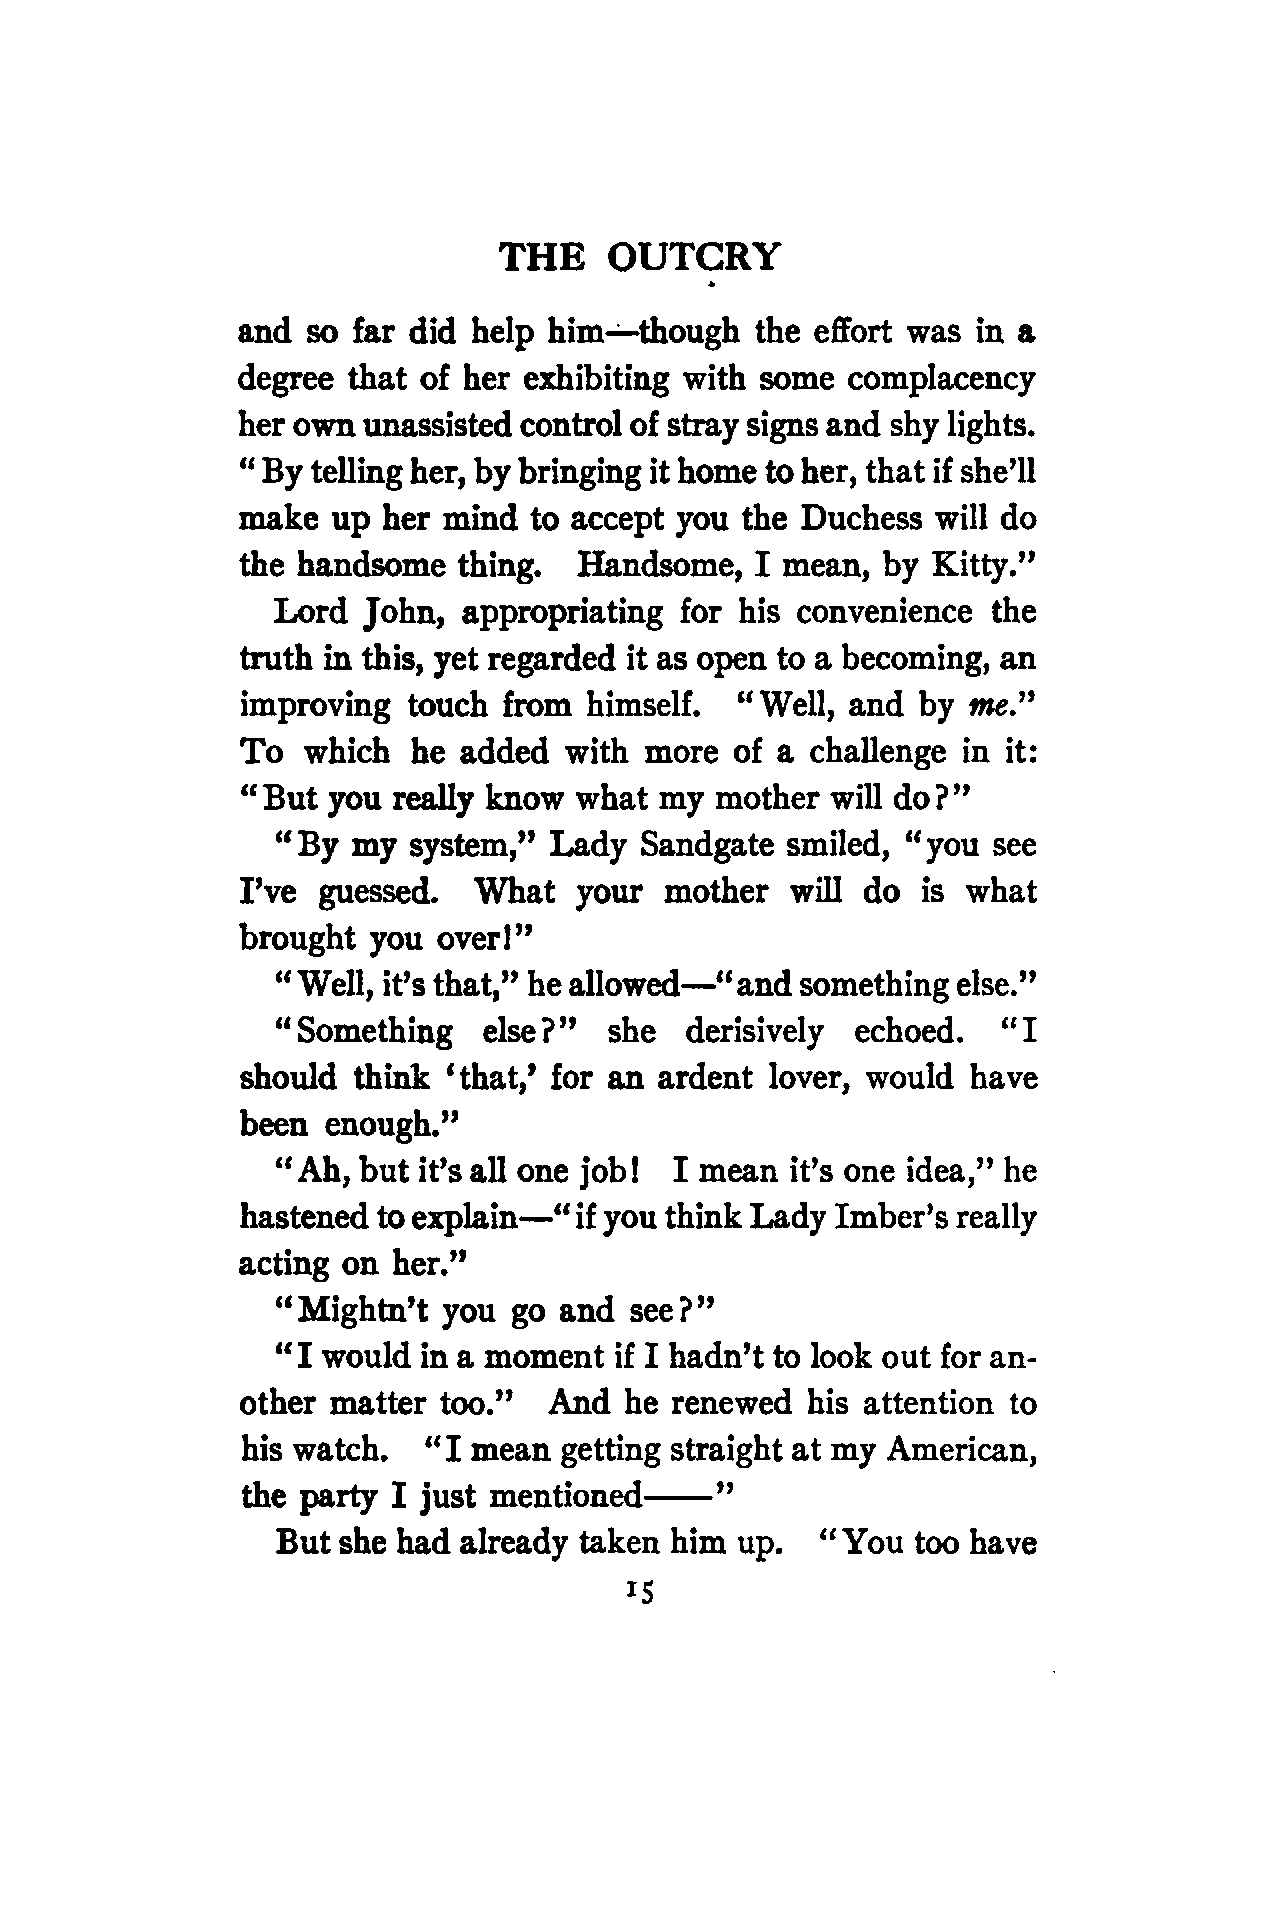 THE OUTCRY
and so far did help him—though the effort was in a
degree that of her exhibiting with some complacency
her own unassisted control of stray signs and shy lights.
"By telling her, by bringing it home to her, that if she'll
make up her mind to accept you the Duchess will do
the handsome thing. Handsome, I mean, by Kitty."
Lord John, appropriating for his convenience the
truth in this, yet regarded it as open to a becoming, an
improving touch from himself. "Well, and by me."
To which he added with more of a challenge in it:
"But you really know what my mother will do?"
"By my system," Lady Sandgate smiled, "you see
I've guessed. What your mother will do is what
brought you over!"
"Well, it's that," he allowed—"and something else."
"Something else?" she derisively echoed. "I
should think 'that,' for an ardent lover, would have
been enough."
"Ah, but it's all one job! I mean it's one idea," he
hastened to explain—"if you think Lady Imber's really
acting on her."
"Mightn't you go and see?"
"I would in a moment if I hadn't to look out for an-
other matter too." And he renewed his attention to
his watch. "I mean getting straight at my American,
the party I just mentioned——"
But she had already taken him up. "You too have
15